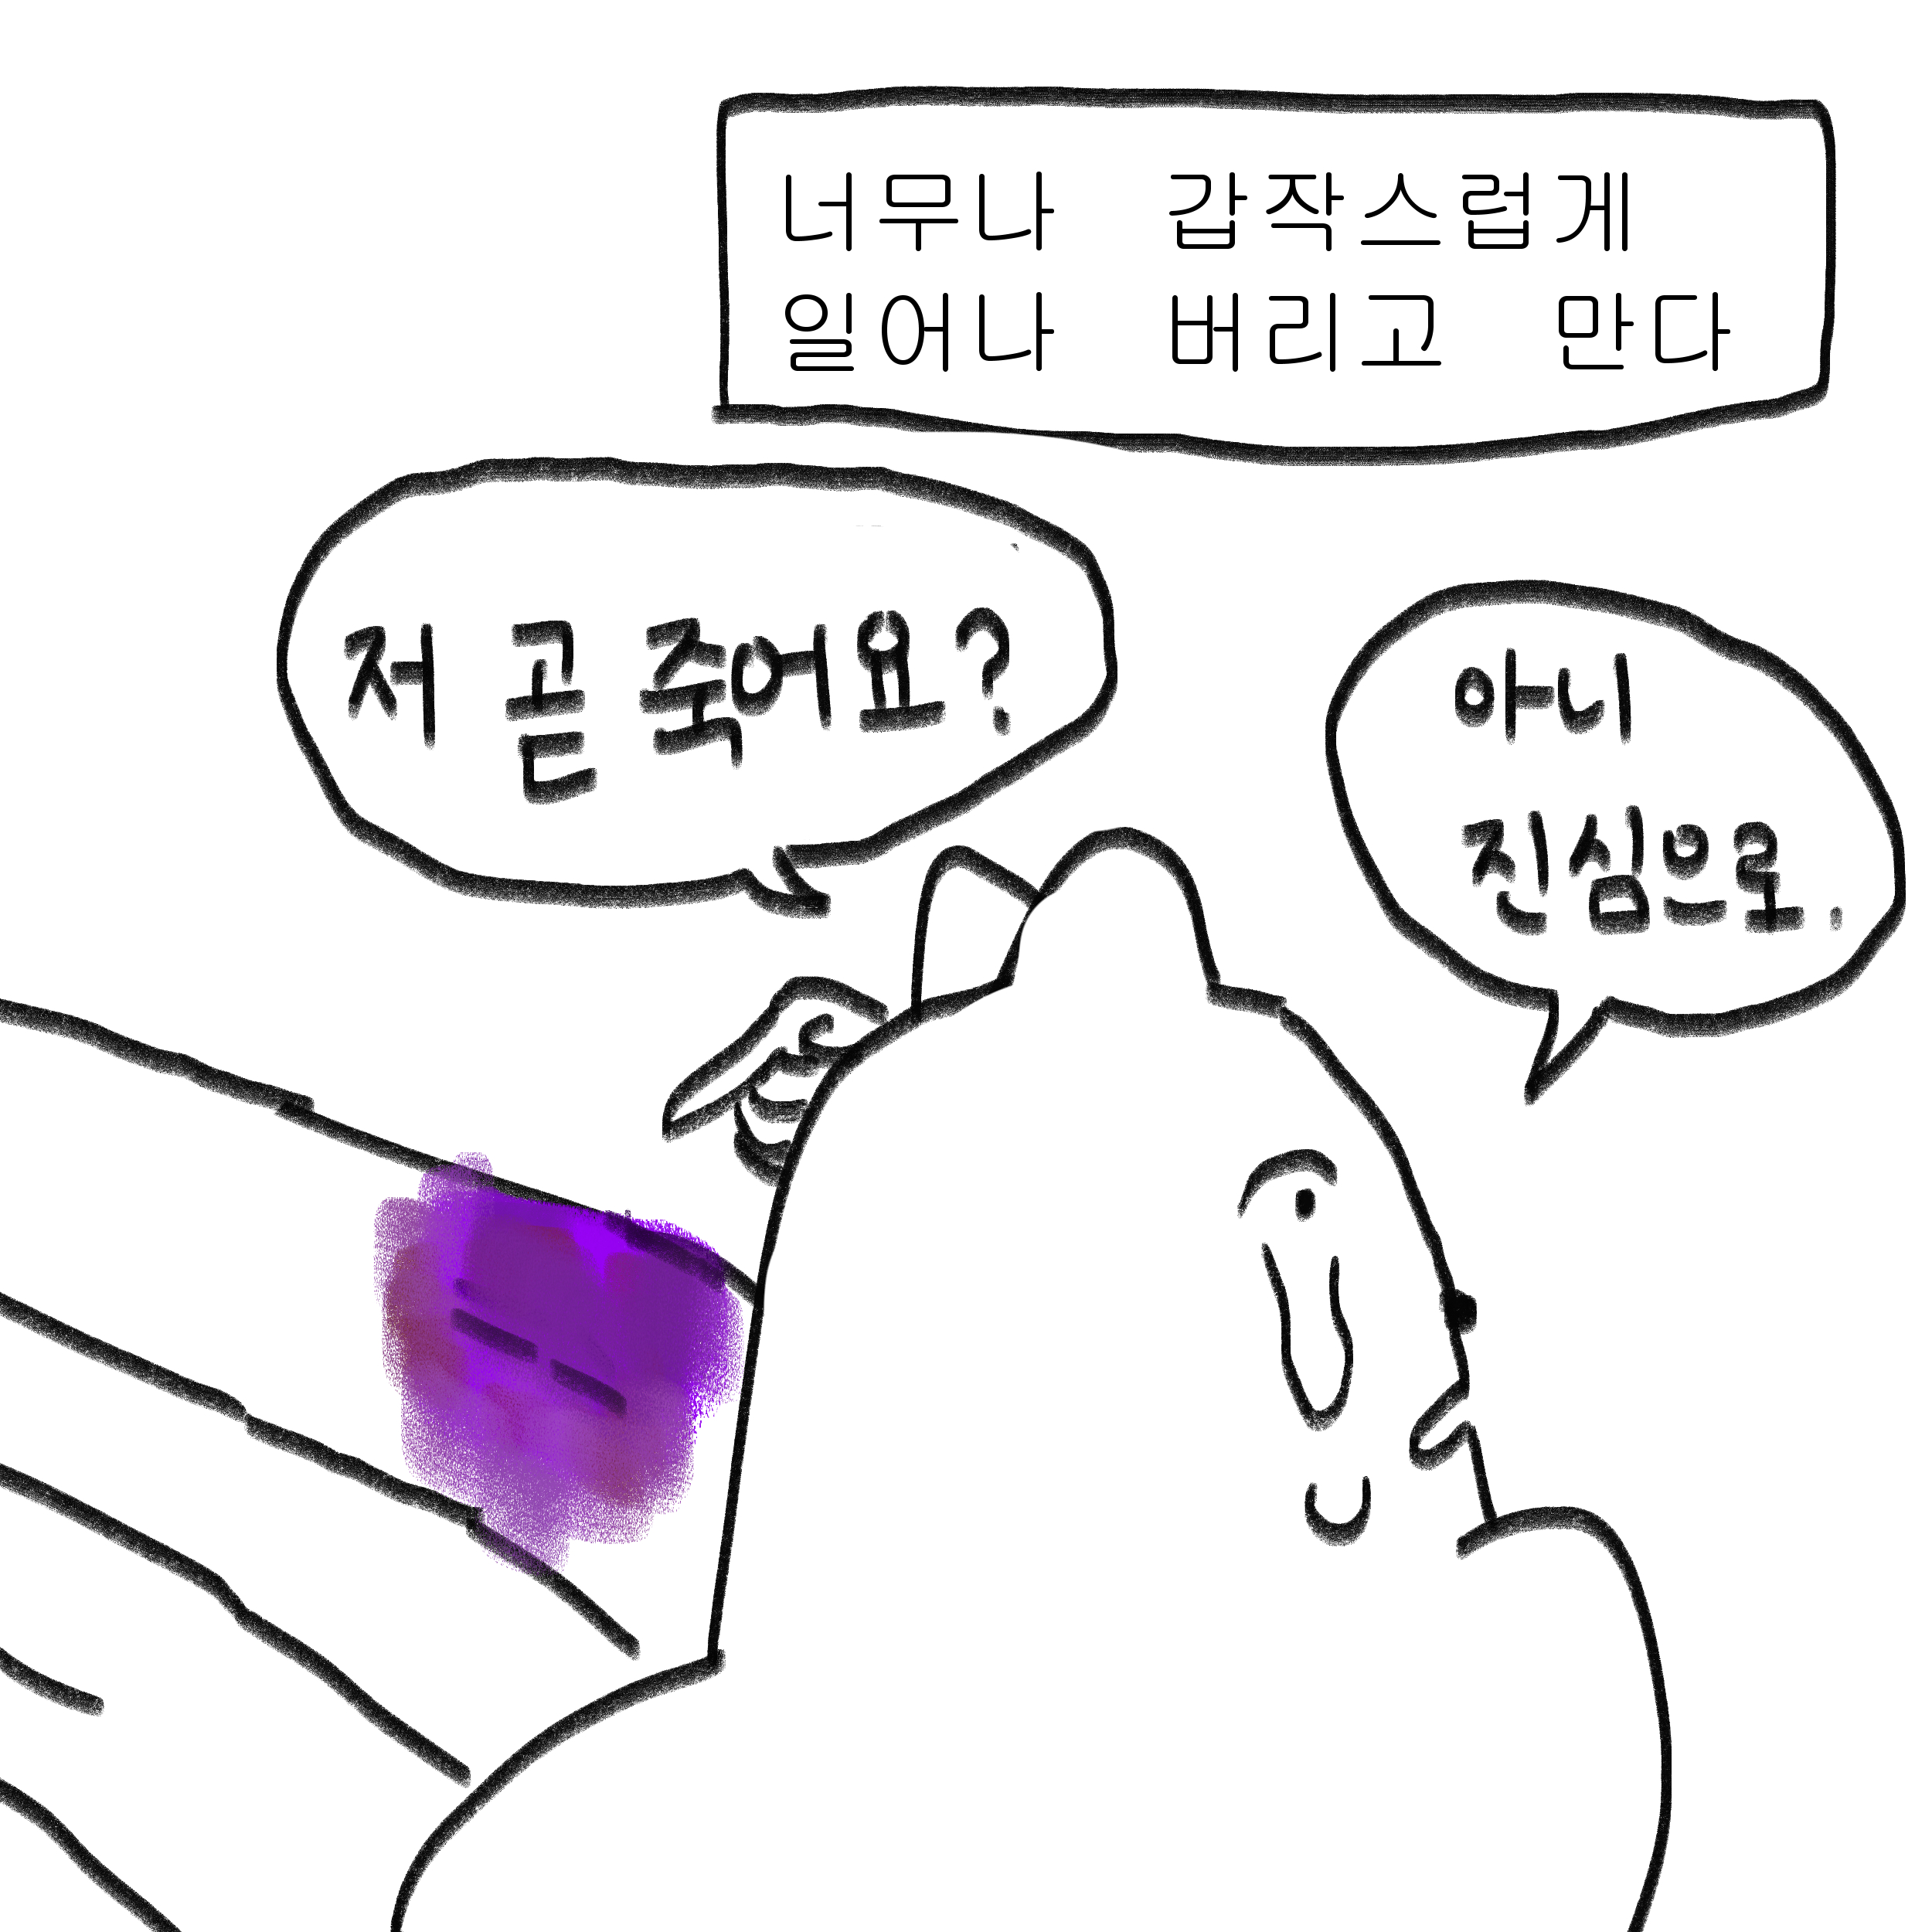 너무나 갑작스럽게
일어나 버리고 만다
저 곧 죽어요?
아니
진심으로.